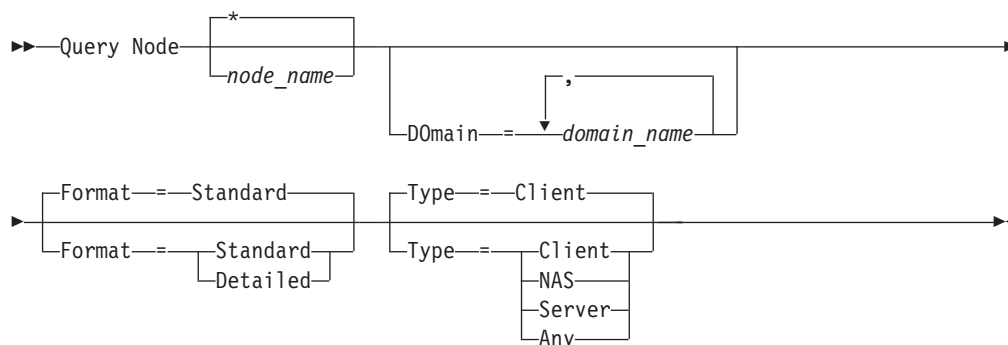 *
Query Node
node_name
,
DOmain = domain_name
Format = Standard Type = Client
Format = Standard Type = Client
Detailed NAS
Server
Any